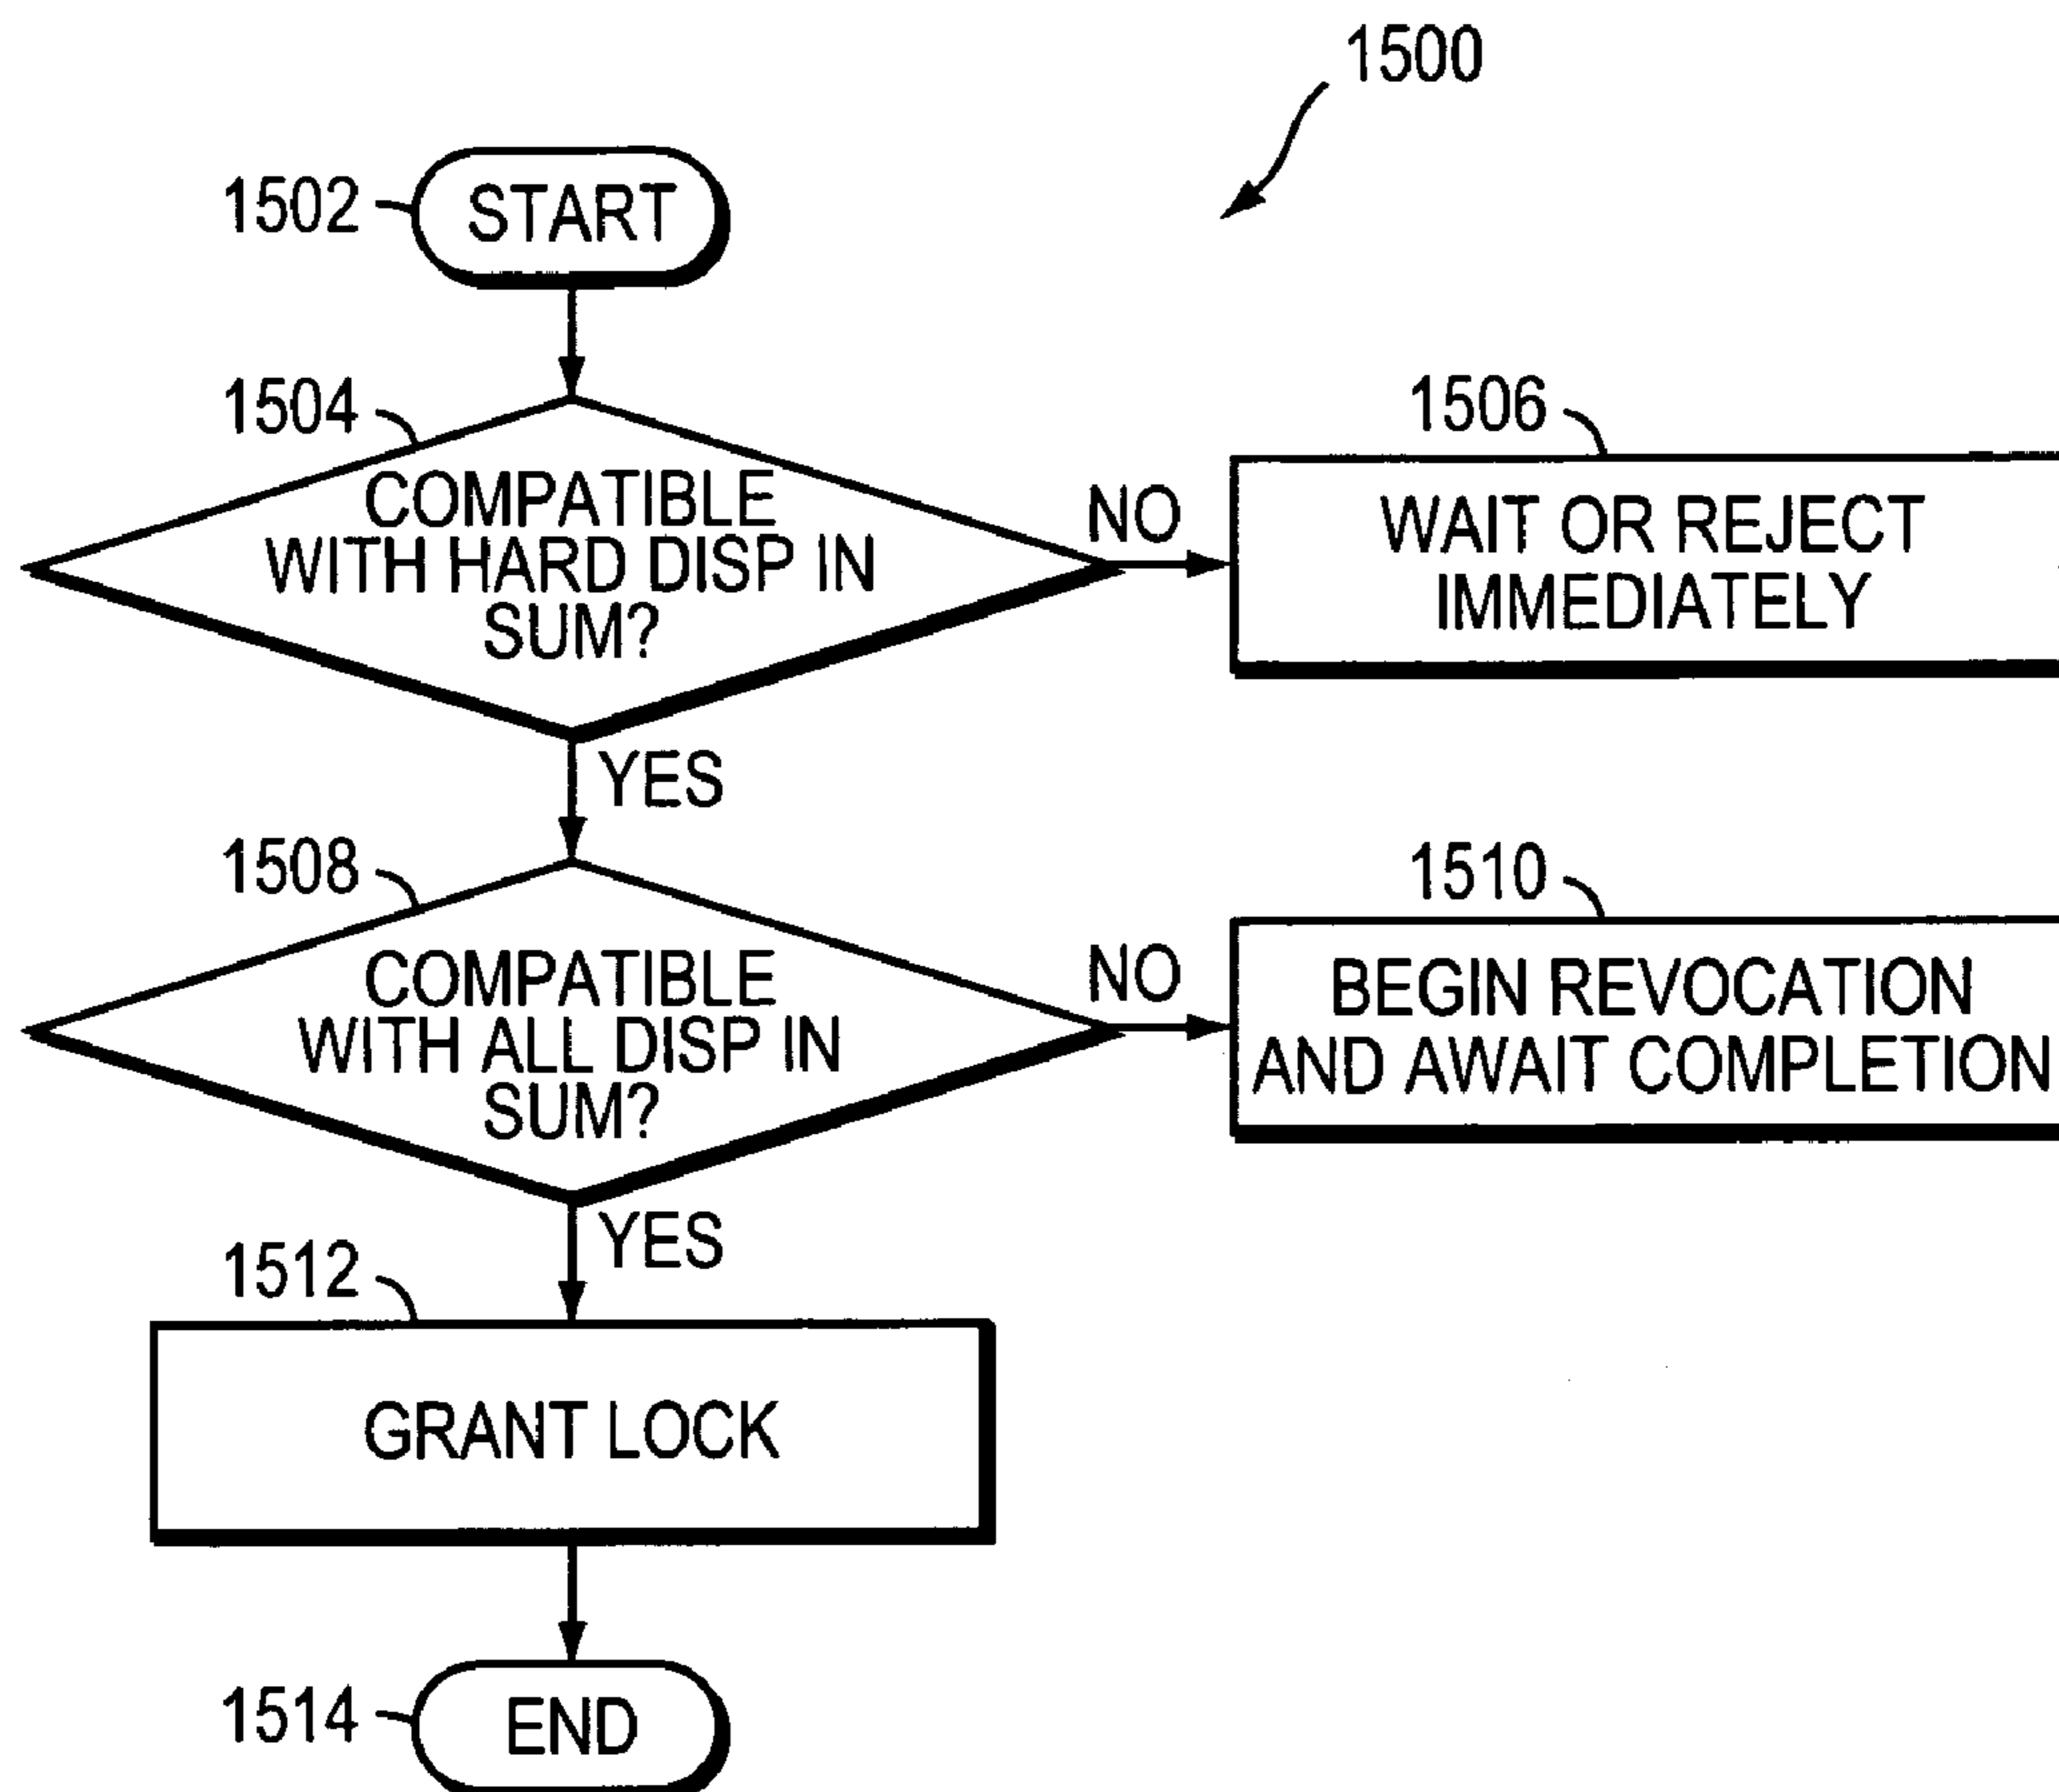 1500
1502
START
1504
COMPATIBLE
WITH HARD DISP IN
SUM?
NO
1506
WAIT OR REJECT
IMMEDIATELY
YES
1508
COMPATIBLE
WITH ALL DISP IN
SUM?
NO
1510
BEGIN REVOCATION
AND AWAIT COMPLETION
YES
1512
GRANT LOCK
1514
END